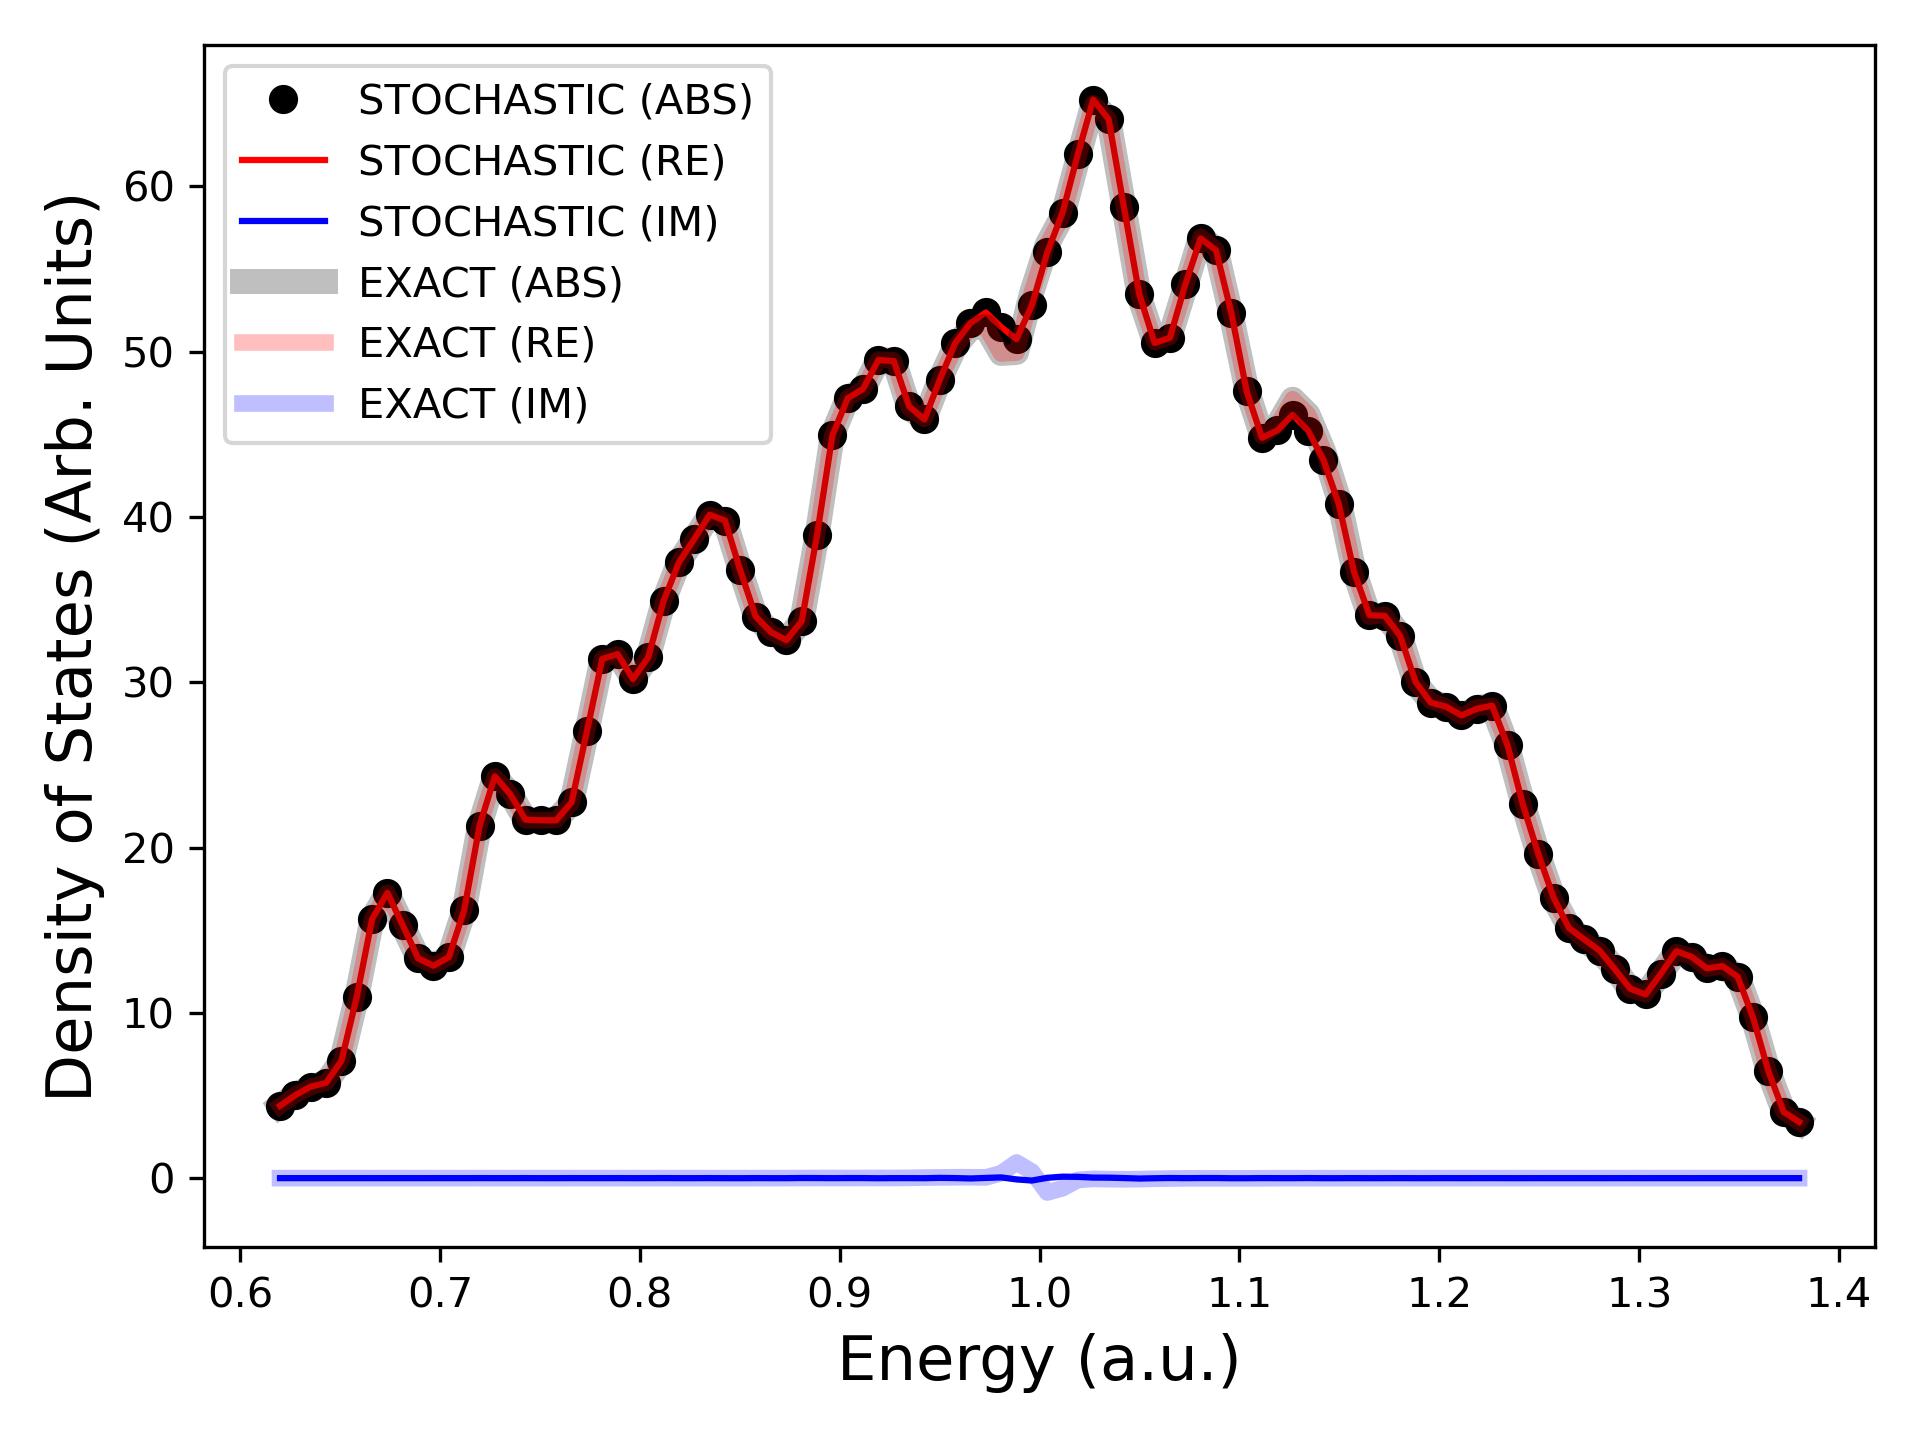 STOCHASTIC (ABS)
STOCHASTIC (RE)
STOCHASTIC (IM)
EXACT (ABS)
EXACT (RE)
EXACT (IM)
Density of States (Arb. Units)
60
50
40
30
20
10
0
0.6 0.7 0.8 0.9 1.0 1.1 1.2 1.3 1.4
Energy (a.u.)